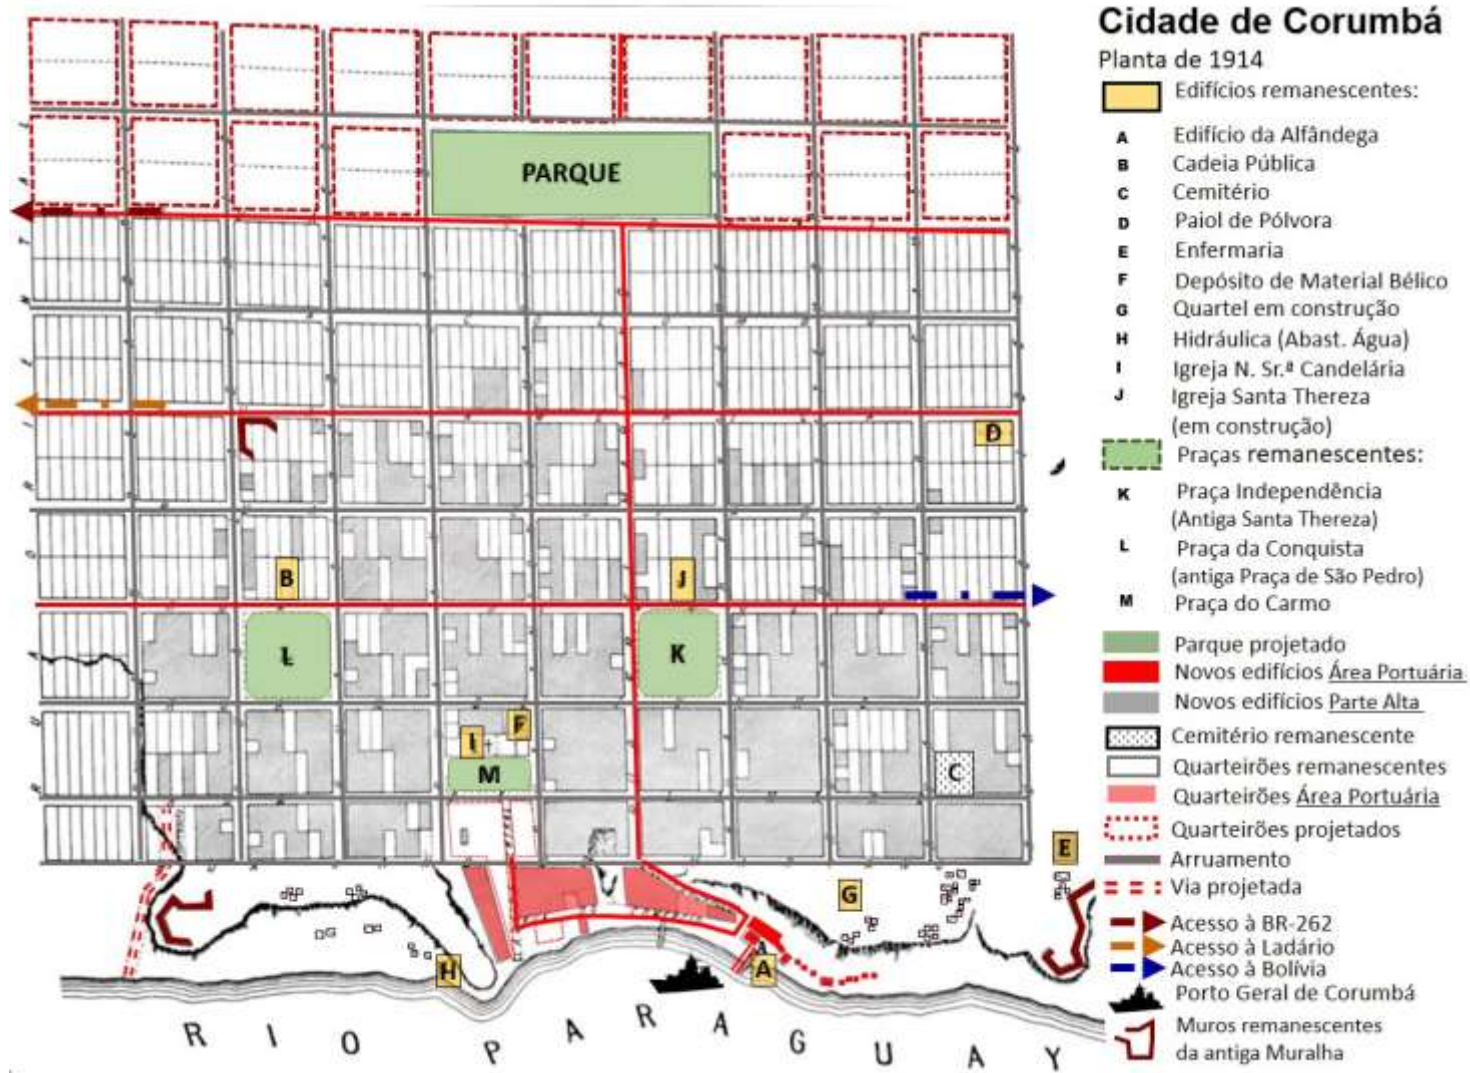 Cidade de Corumbá
Planta de 1914
Edifícios remanescentes:
A Edifício da Alfândega
B Cadeia Pública
C Cemitério
D Paiol de Pólvora
E Enfermaria
F Depósito de Material Bélico
G Quartel em construção
H Hidráulica (Abast. Água)
I Igreja N. Sr.ª Candelária
J Igreja Santa Thereza
(em construção)
Praças remanescentes:
K Praça Independência
(Antiga Santa Thereza)
L Praça da Conquista
(antiga Praça de São Pedro)
M Praça do Carmo
Parque projetado
Novos edifícios Área Portuária
Novos edifícios Parte Alta
Cemitério remanescente
Quarteirões remanescentes
Quarteirões Área Portuária
Quarteirões projetados
Arruamento
Via projetada
Acesso à BR-262
Acesso à Ladário
Acesso à Bolívia
Porto Geral de Corumbá
Muros remanescentes
da antiga Muralha
PARQUE
D
B
J
L
K
F
I
M
C
E
G
H
A
A
RIO PARAGUAY